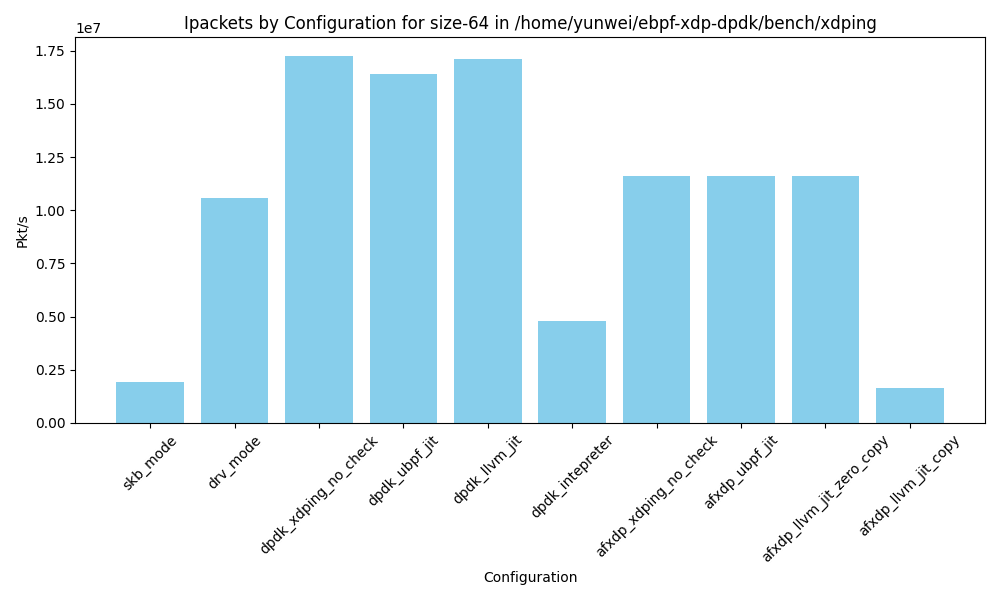 Ipackets by Configuration for size-64 in /home/yunwei/ebpf-xdp-dpdk/bench/xdping
1e7
1.75
1.50
1.25
1.00
0.75
0.50
0.25
0.00
Pkt/s
skb_mode
drv_mode
dpdk_xdping_no_check
dpdk_ubpf_jit
dpdk_llvm_jit
dpdk_intepreter
afxdp_xdping_no_check
afxdp_ubpf_jit
afxdp_llvm_jit_zero_copy
afxdp_llvm_jit_copy
Configuration